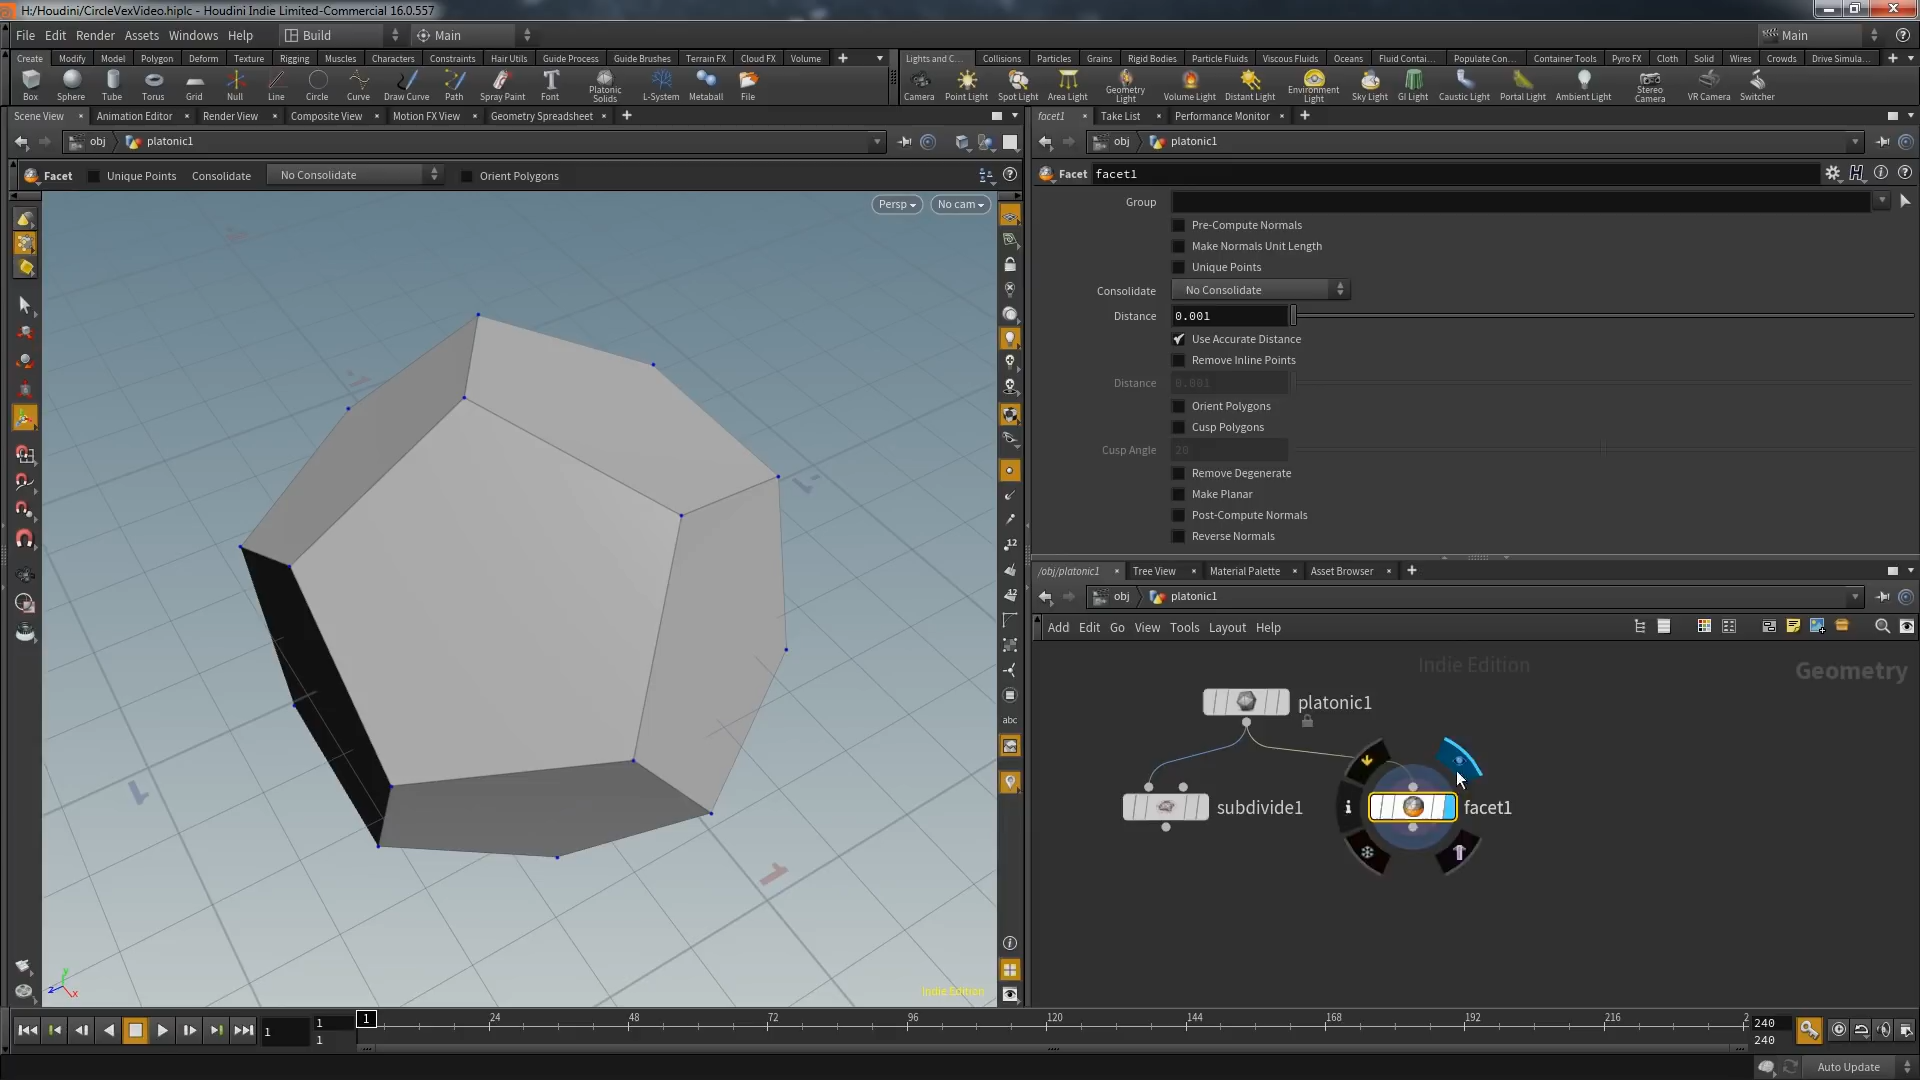 H:/Houdini/CircleVexVideo.hiplc - Houdini Indie Limited-Commercial 16.0.557
File Edit Render Assets Windows Help Build Main Main
Create Modify Model Polygon Deform Texture Rigging Muscles Characters Constraints Hair Utils Guide Process Guide Brushes Terrain FX Cloud FX Volume
Lights and C... Collisions Particles Grains Rigid Bodies Particle Fluids Viscous Fluids Oceans Fluid Contai... Populate Con... Container Tools Pyro FX Cloth Solid Wires Crowds Drive Simula...
Box Sphere Tube Torus Grid Null Line Circle Curve Draw Curve Path Spray Paint Font Platonic Solids L-System Metaball File
Camera Point Light Spot Light Area Light Geometry Light Volume Light Distant Light Environment Light Sky Light GI Light Caustic Light Portal Light Ambient Light Stereo Camera VR Camera Switcher
Scene View Animation Editor Render View Composite View Motion FX View Geometry Spreadsheet
facet1 Take List Performance Monitor
obj platonic1
obj platonic1
Facet Unique Points Consolidate No Consolidate Orient Polygons
Facet facet1
Persp No cam
Group
Pre-Compute Normals
Make Normals Unit Length
Unique Points
Consolidate No Consolidate
Distance 0.001
Use Accurate Distance
Remove Inline Points
Distance 0.001
Orient Polygons
Cusp Polygons
Cusp Angle 20
Remove Degenerate
Make Planar
Post-Compute Normals
Reverse Normals
12
12
abc
/obj/platonic1 Tree View Material Palette Asset Browser
obj platonic1
Add Edit Go View Tools Layout Help
Indie Edition
Geometry
platonic1
subdivide1
facet1
1
1
y
z
x
Indie Edition
1 1 1 1 24 48 72 96 120 144 168 192 216 2 240
240
Auto Update